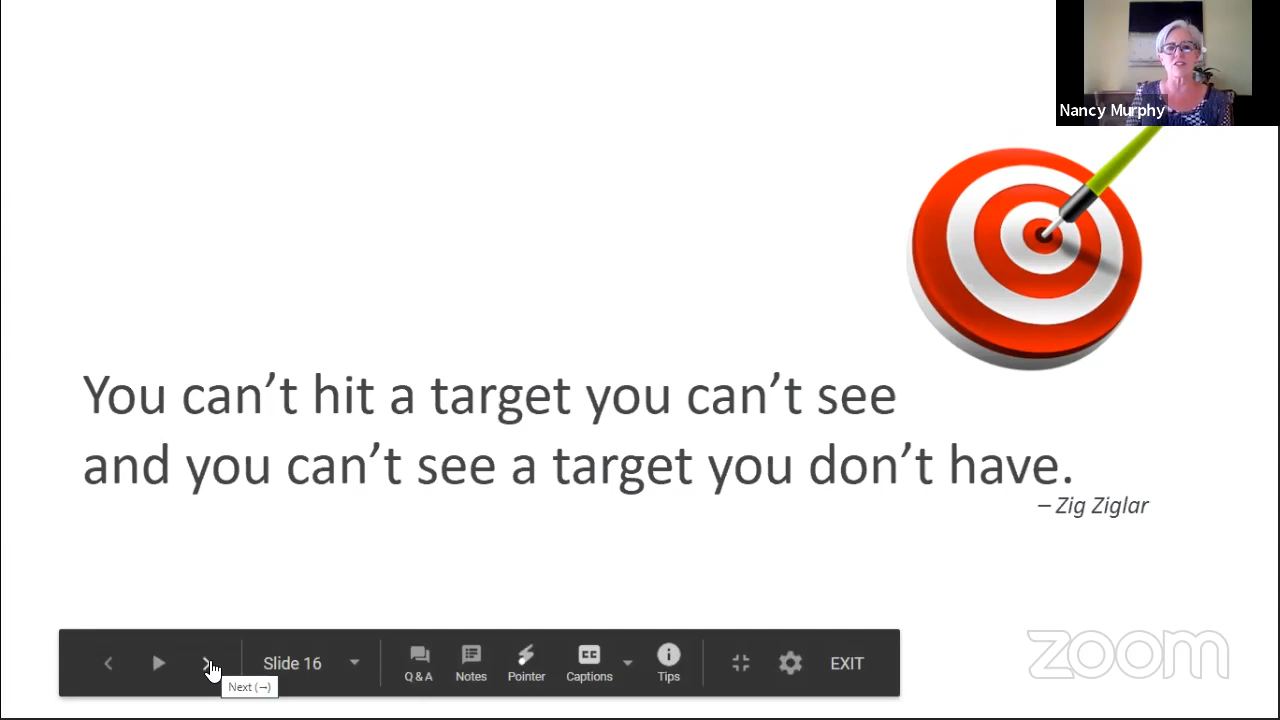 Nancy Murphy
You can’t hit a target you can’t see
and you can’t see a target you don’t have.
– Zig Ziglar
Slide 16
Q & A
Notes
Pointer
Captions
CC
Tips
EXIT
Next (→)
zoom